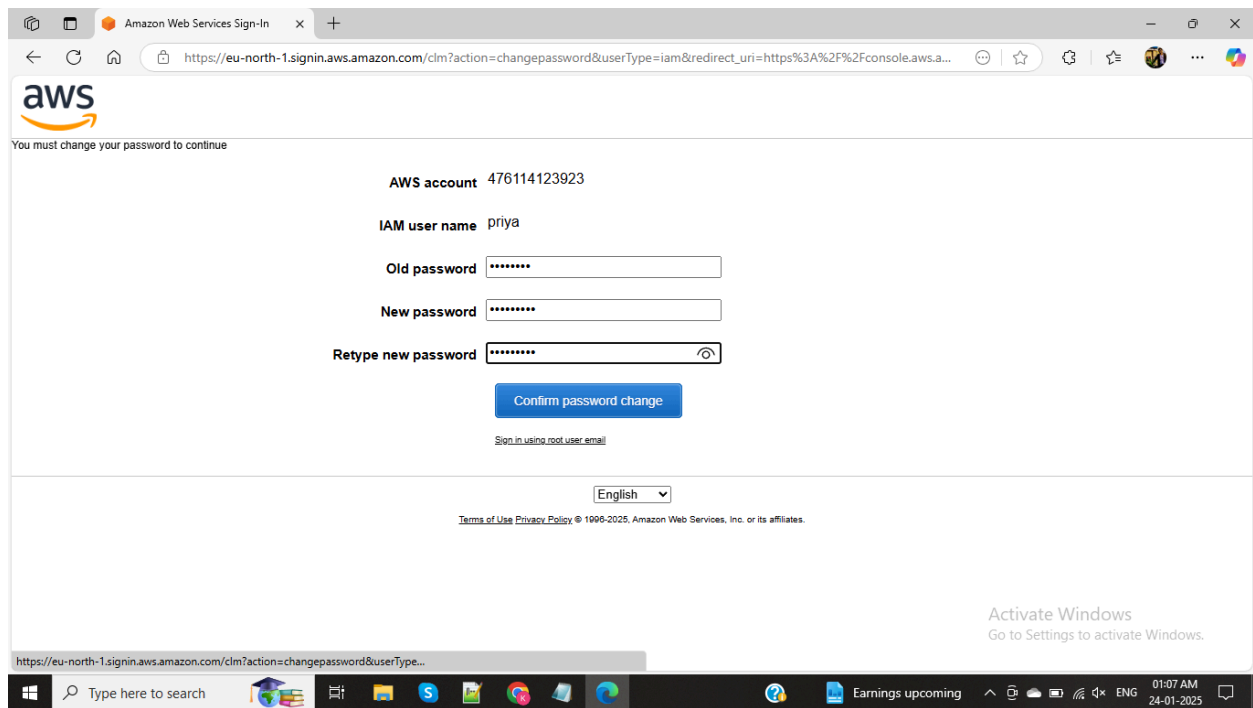 Amazon Web Services Sign-In
https://eu-north-1.signin.aws.amazon.com/clm?action=changepassword&userType=iam&redirect_uri=https%3A%2F%2Fconsole.aws.a...
aws
You must change your password to continue
AWS account 476114123923
IAM user name priya
Old password ••••••••
New password •••••••••
Retype new password •••••••••
Confirm password change
Sign in using root user email
English
Terms of Use Privacy Policy © 1996-2025, Amazon Web Services, Inc. or its affiliates.
Activate Windows
Go to Settings to activate Windows.
https://eu-north-1.signin.aws.amazon.com/clm?action=changepassword&userType...
Type here to search
Earnings upcoming
ENG
01:07 AM
24-01-2025